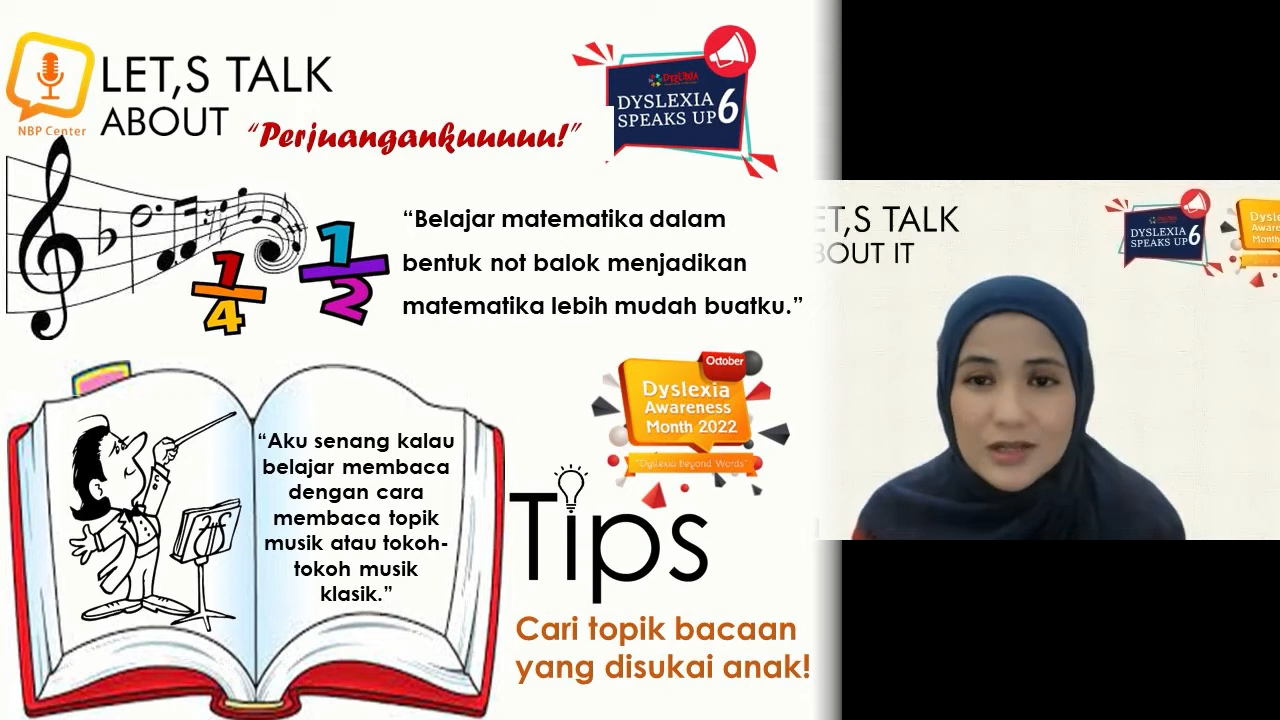 LET,S TALK
ABOUT
NBP Center
"Perjuangankuuuuu!"
DYSLEXIA
SPEAKS UP 6
1
4
1
2
“Belajar matematika dalam
bentuk not balok menjadikan
matematika lebih mudah buatku.”
“Aku senang kalau
belajar membaca
dengan cara
membaca topik
musik atau tokoh-
tokoh musik
klasik.”
October
Dyslexia
Awareness
Month 2022
"Dyslexia beyond Words"
Tips
Cari topik bacaan
yang disukai anak!
ET,S TALK
BOUT IT
DYSLEXIA
SPEAKS UP 6
Dysle
Aware
Month